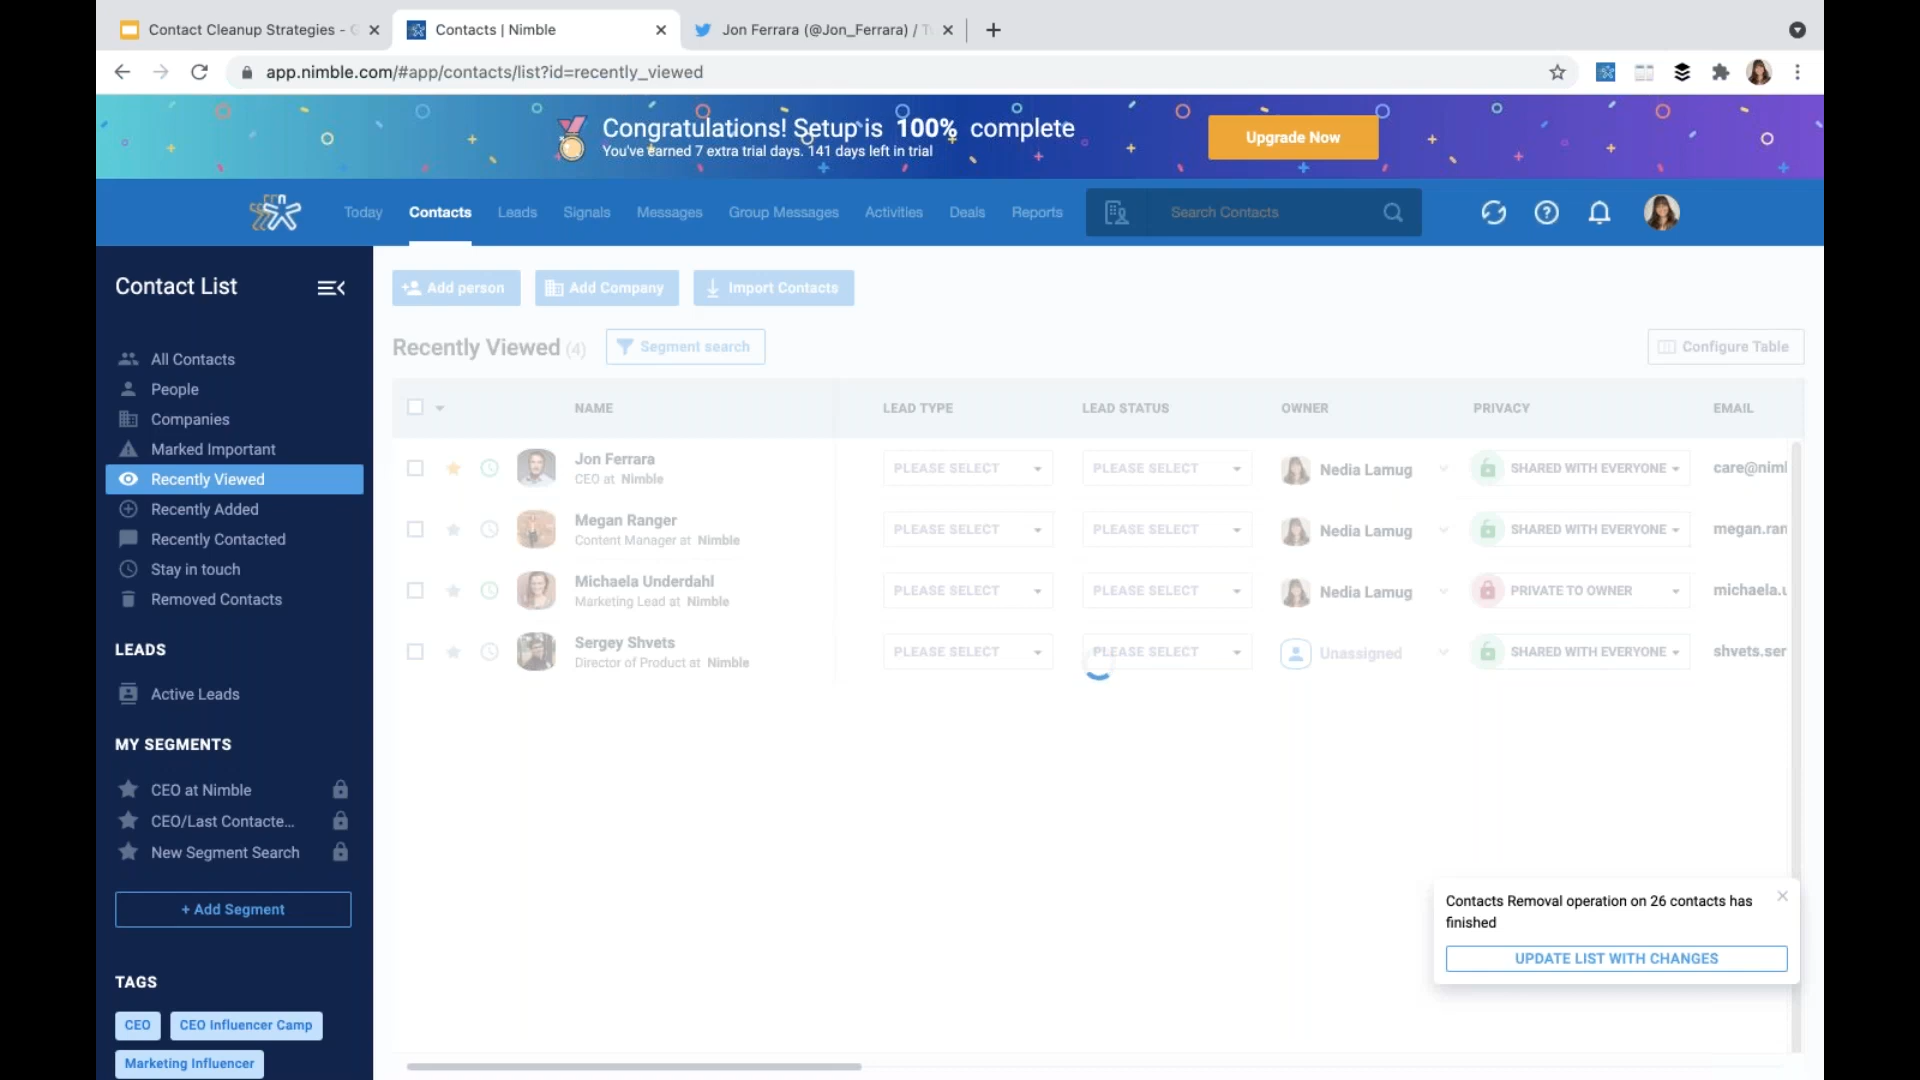 Contact Cleanup Strategies -
Contacts | Nimble
Jon Ferrara (@Jon_Ferrara) /
app.nimble.com/#app/contacts/list?id=recently_viewed
Congratulations! Setup is 100% complete
You've earned 7 extra trial days. 141 days left in trial
Upgrade Now
Today
Contacts
Leads
Signals
Messages
Group Messages
Activities
Deals
Reports
Search Contacts
Contact List
All Contacts
People
Companies
Marked Important
Recently Viewed
Recently Added
Recently Contacted
Stay in touch
Removed Contacts
LEADS
Active Leads
MY SEGMENTS
CEO at Nimble
CEO/Last Contacte...
New Segment Search
+ Add Segment
TAGS
CEO
CEO Influencer Camp
Marketing Influencer
Add person
Add Company
Import Contacts
Recently Viewed (4)
Segment search
Configure Table
NAME
LEAD TYPE
LEAD STATUS
OWNER
PRIVACY
EMAIL
Jon Ferrara
CEO at Nimble
PLEASE SELECT
PLEASE SELECT
Nedia Lamug
SHARED WITH EVERYONE
care@niml
Megan Ranger
Content Manager at Nimble
PLEASE SELECT
PLEASE SELECT
Nedia Lamug
SHARED WITH EVERYONE
megan.ran
Michaela Underdahl
Marketing Lead at Nimble
PLEASE SELECT
PLEASE SELECT
Nedia Lamug
PRIVATE TO OWNER
michaela.u
Sergey Shvets
Director of Product at Nimble
PLEASE SELECT
PLEASE SELECT
Unassigned
SHARED WITH EVERYONE
shvets.ser
Contacts Removal operation on 26 contacts has
finished
UPDATE LIST WITH CHANGES